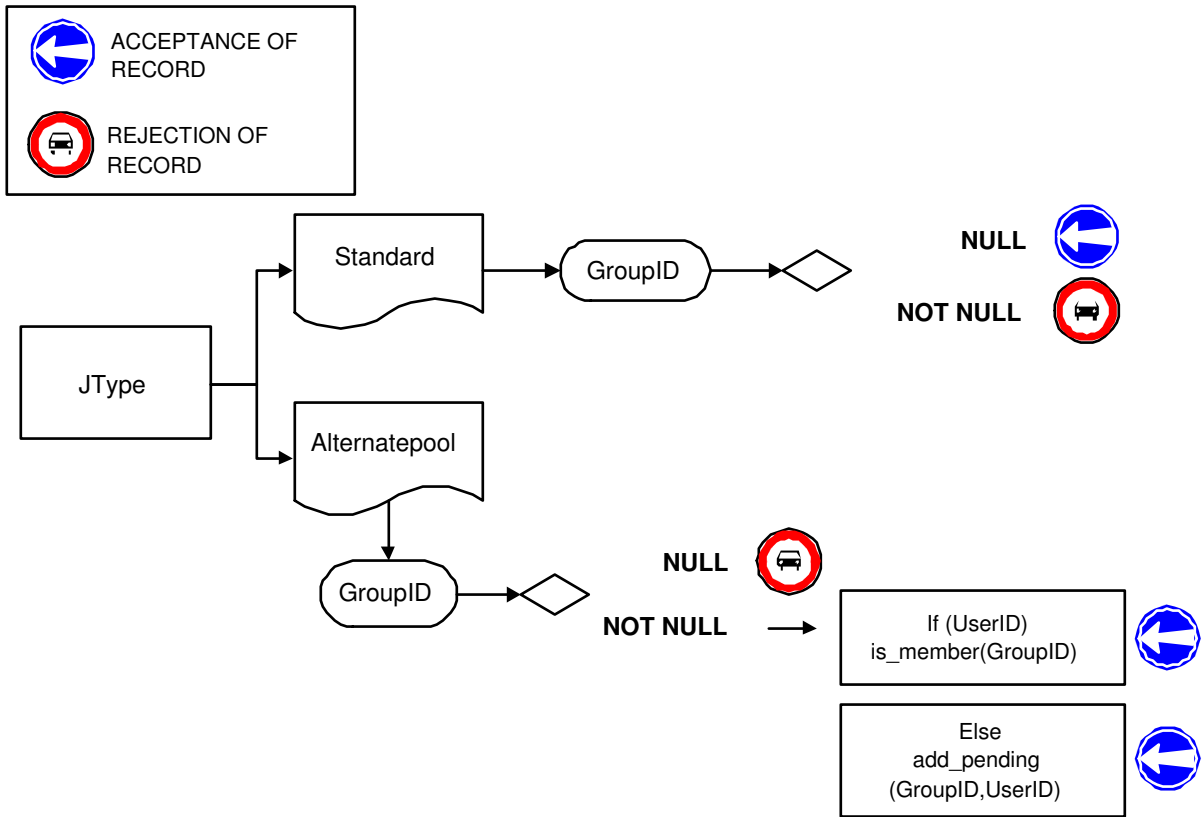 ACCEPTANCE OF
RECORD
REJECTION OF
RECORD
Standard
GroupID
NULL
NOT NULL
JType
Alternatepool
GroupID
NULL
NOT NULL
If (UserID)
is_member(GroupID)
Else
add_pending
(GroupID,UserID)